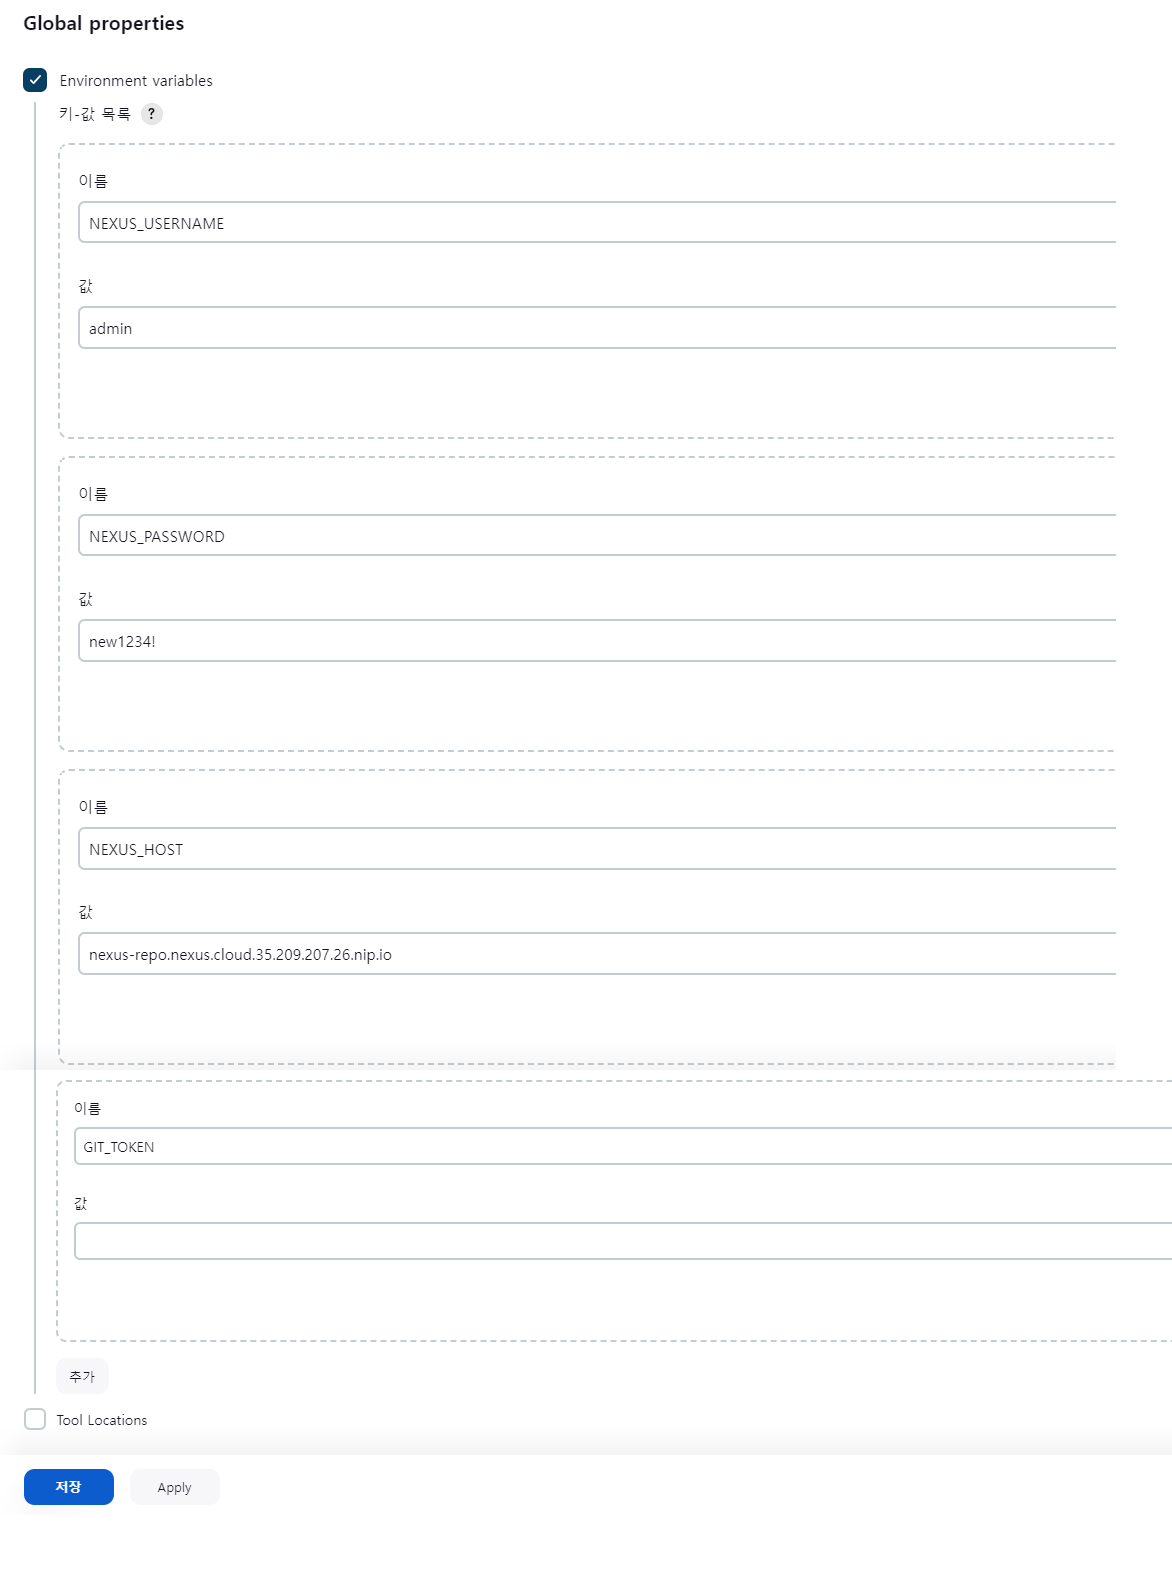 Global properties
Environment variables
키-값 목록 ?
이름
NEXUS_USERNAME
값
admin
이름
NEXUS_PASSWORD
값
new1234!
이름
NEXUS_HOST
값
nexus-repo.nexus.cloud.35.209.207.26.nip.io
이름
GIT_TOKEN
값
추가
Tool Locations
저장 Apply